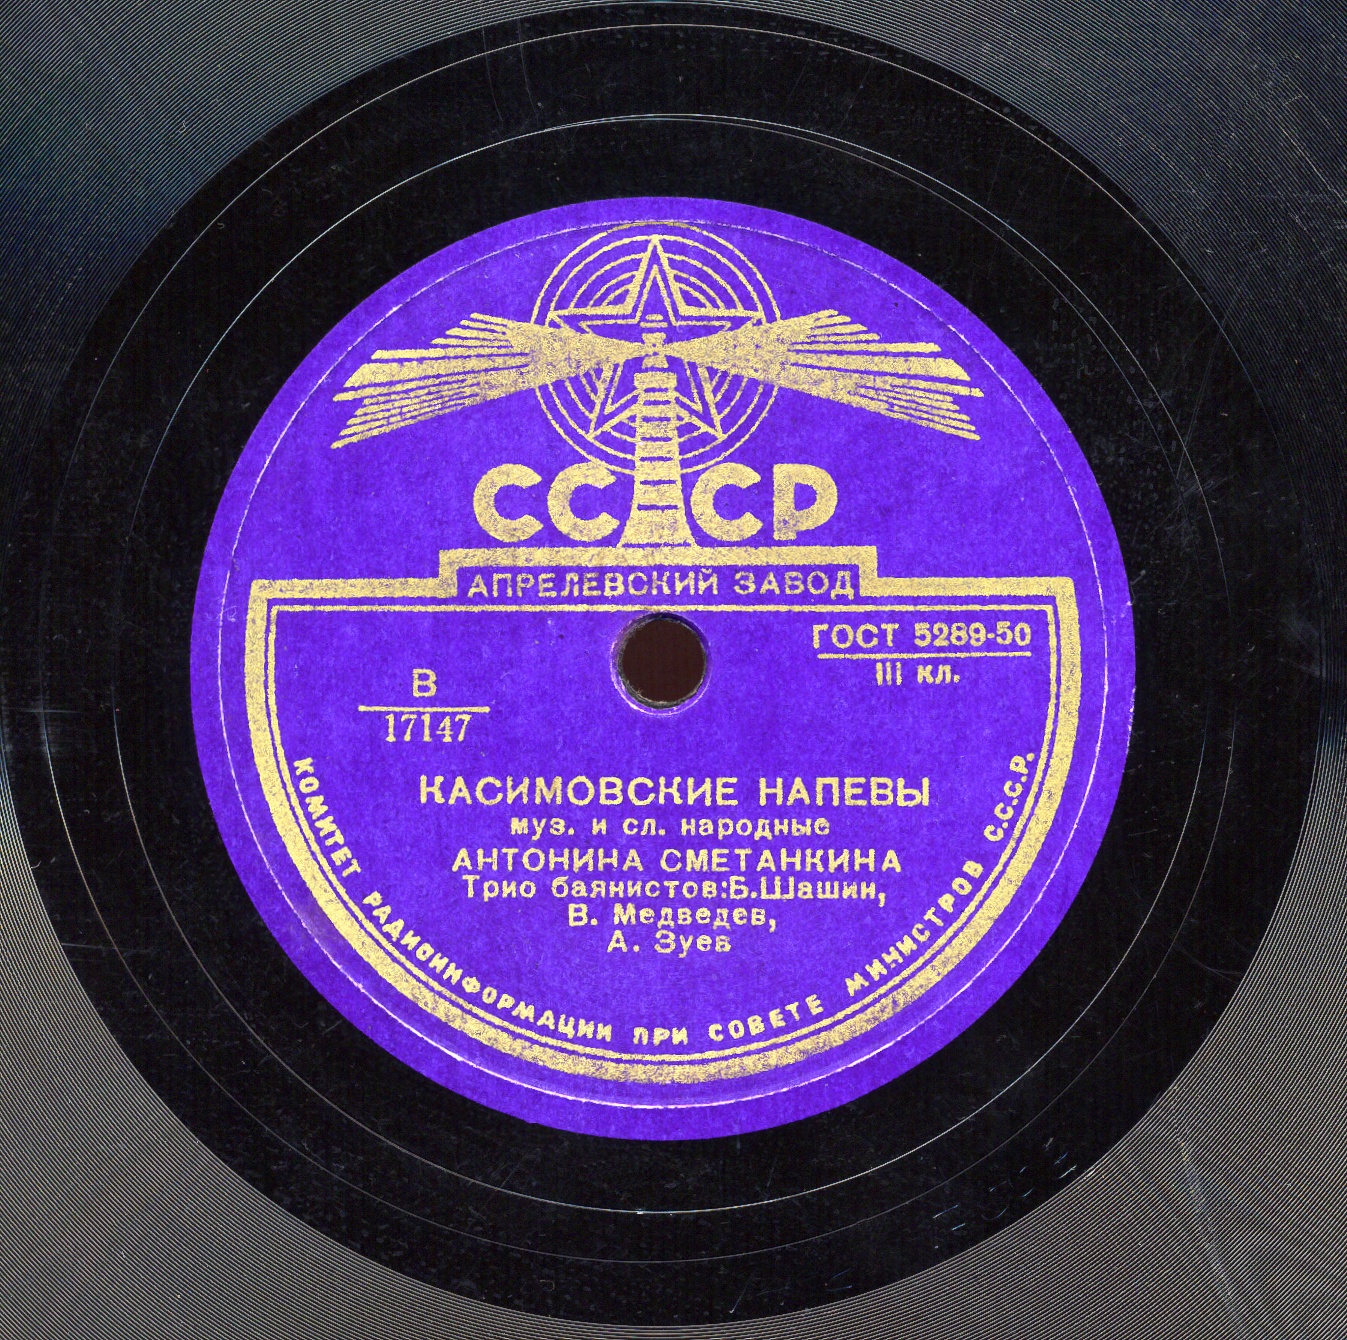 СССР
АПРЕЛЕВСКИЙ ЗАВОД
ГОСТ 5289-50
III кл.
В
17147
КАСИМОВСКИЕ НАПЕВЫ
муз. и сл. народные
АНТОНИНА СМЕТАНКИНА
Трио баянистов:Б.Шашин,
В. Медведев,
А. Зуев
КОМИТЕТ РАДИОИНФОРМАЦИИ ПРИ СОВЕТЕ МИНИСТРОВ С.С.С.Р.